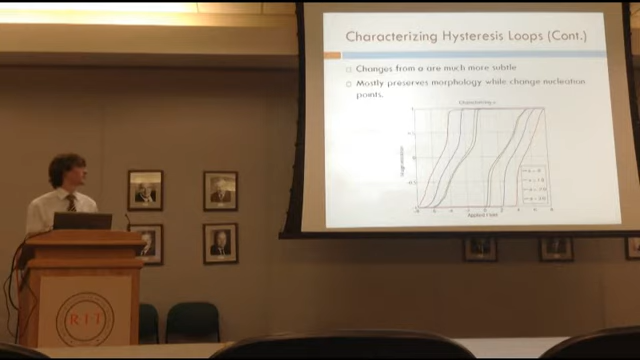 Characterizing Hysteresis Loops (Cont.)
Changes from α are much more subtle
Mostly preserves morphology while change nucleation
points.
Applied Field
R·I·T